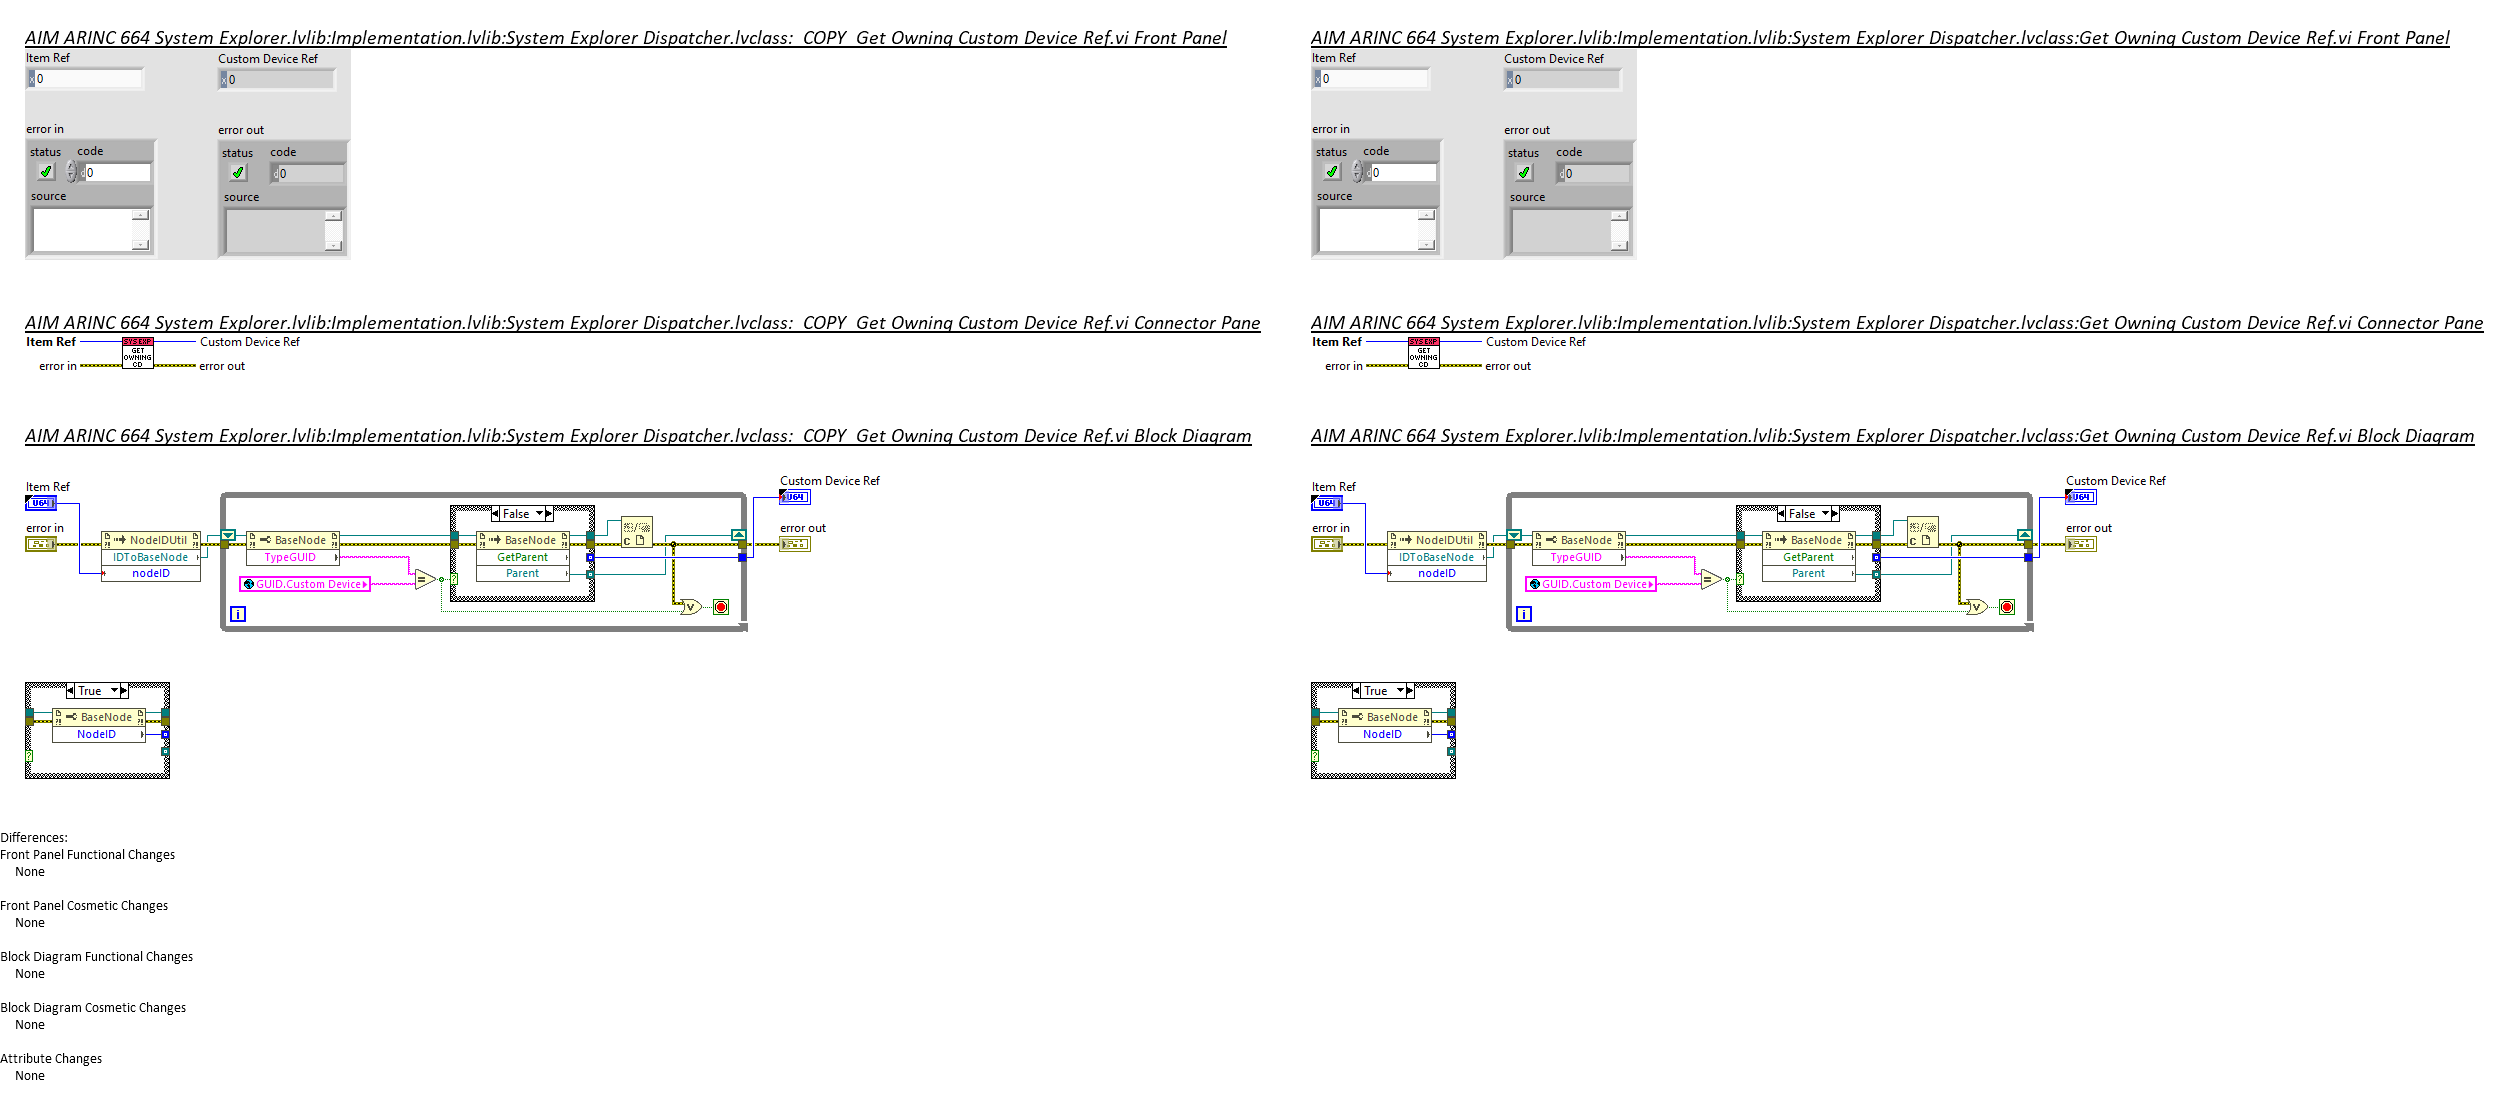 AIM ARINC 664 System Explorer.lvlib:Implementation.lvlib:System Explorer Dispatcher.lvclass:  COPY  Get Owning Custom Device Ref.vi Front Panel
Item Ref
Custom Device Ref
x 0
x 0
error in
error out
status code
status code
d 0
d 0
source
source
AIM ARINC 664 System Explorer.lvlib:Implementation.lvlib:System Explorer Dispatcher.lvclass:  COPY  Get Owning Custom Device Ref.vi Connector Pane
Item Ref
SYS EXP
GET
OWNING
CD
Custom Device Ref
error in
error out
AIM ARINC 664 System Explorer.lvlib:Implementation.lvlib:System Explorer Dispatcher.lvclass:  COPY  Get Owning Custom Device Ref.vi Block Diagram
Item Ref
U64
error in
NodeIDUtil
IDToBaseNode
nodeID
BaseNode
TypeGUID
GUID.Custom Device
=
False
BaseNode
GetParent
Parent
?
C
V
i
Custom Device Ref
U64
error out
True
BaseNode
NodeID
?
Differences:
Front Panel Functional Changes
None
Front Panel Cosmetic Changes
None
Block Diagram Functional Changes
None
Block Diagram Cosmetic Changes
None
Attribute Changes
None
AIM ARINC 664 System Explorer.lvlib:Implementation.lvlib:System Explorer Dispatcher.lvclass:Get Owning Custom Device Ref.vi Front Panel
Item Ref
Custom Device Ref
x 0
x 0
error in
error out
status code
status code
d 0
d 0
source
source
AIM ARINC 664 System Explorer.lvlib:Implementation.lvlib:System Explorer Dispatcher.lvclass:Get Owning Custom Device Ref.vi Connector Pane
Item Ref
SYS EXP
GET
OWNING
CD
Custom Device Ref
error in
error out
AIM ARINC 664 System Explorer.lvlib:Implementation.lvlib:System Explorer Dispatcher.lvclass:Get Owning Custom Device Ref.vi Block Diagram
Item Ref
U64
error in
NodeIDUtil
IDToBaseNode
nodeID
BaseNode
TypeGUID
GUID.Custom Device
=
False
BaseNode
GetParent
Parent
?
C
V
i
Custom Device Ref
U64
error out
True
BaseNode
NodeID
?